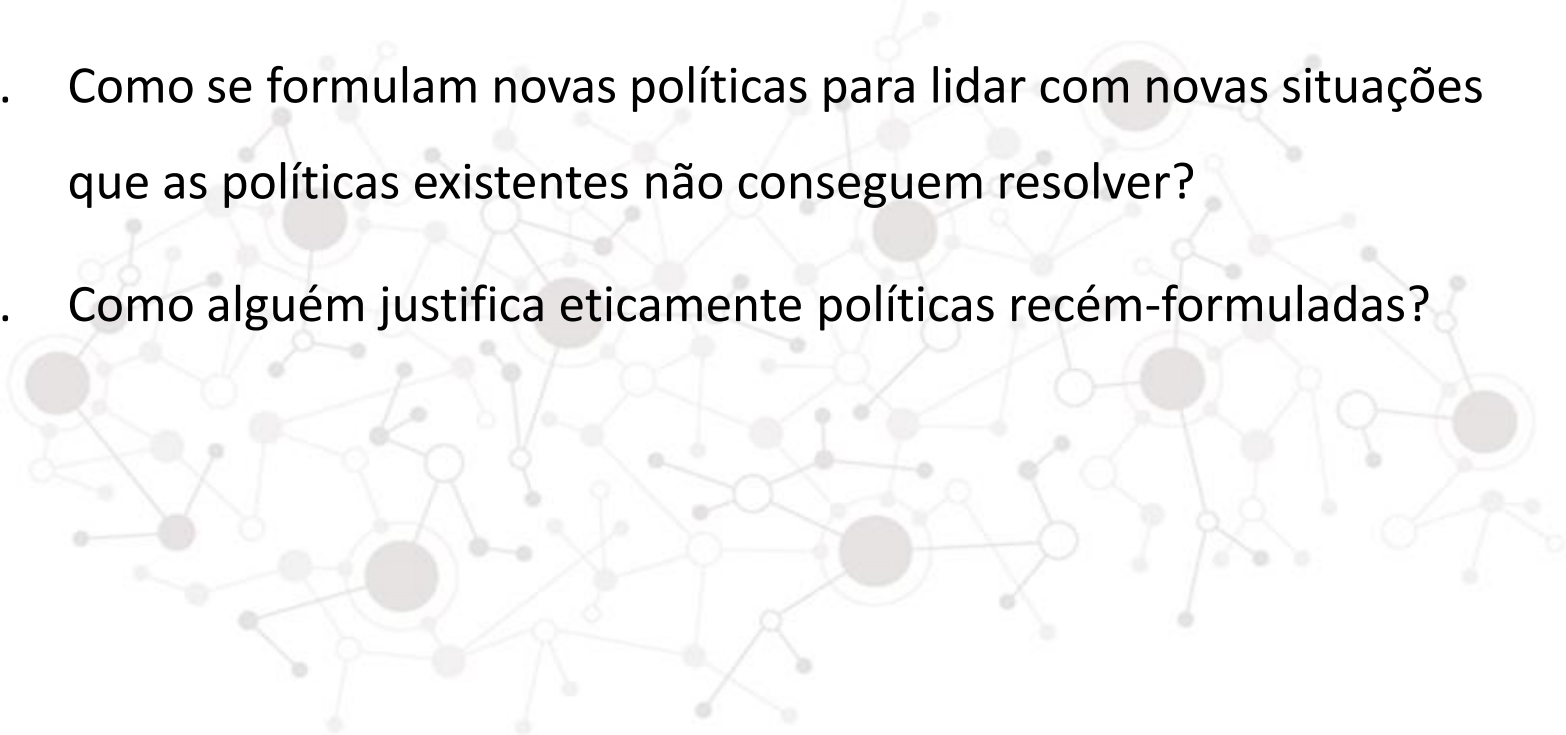 . Como se formulam novas políticas para lidar com novas situações
que as políticas existentes não conseguem resolver?
. Como alguém justifica eticamente políticas recém-formuladas?